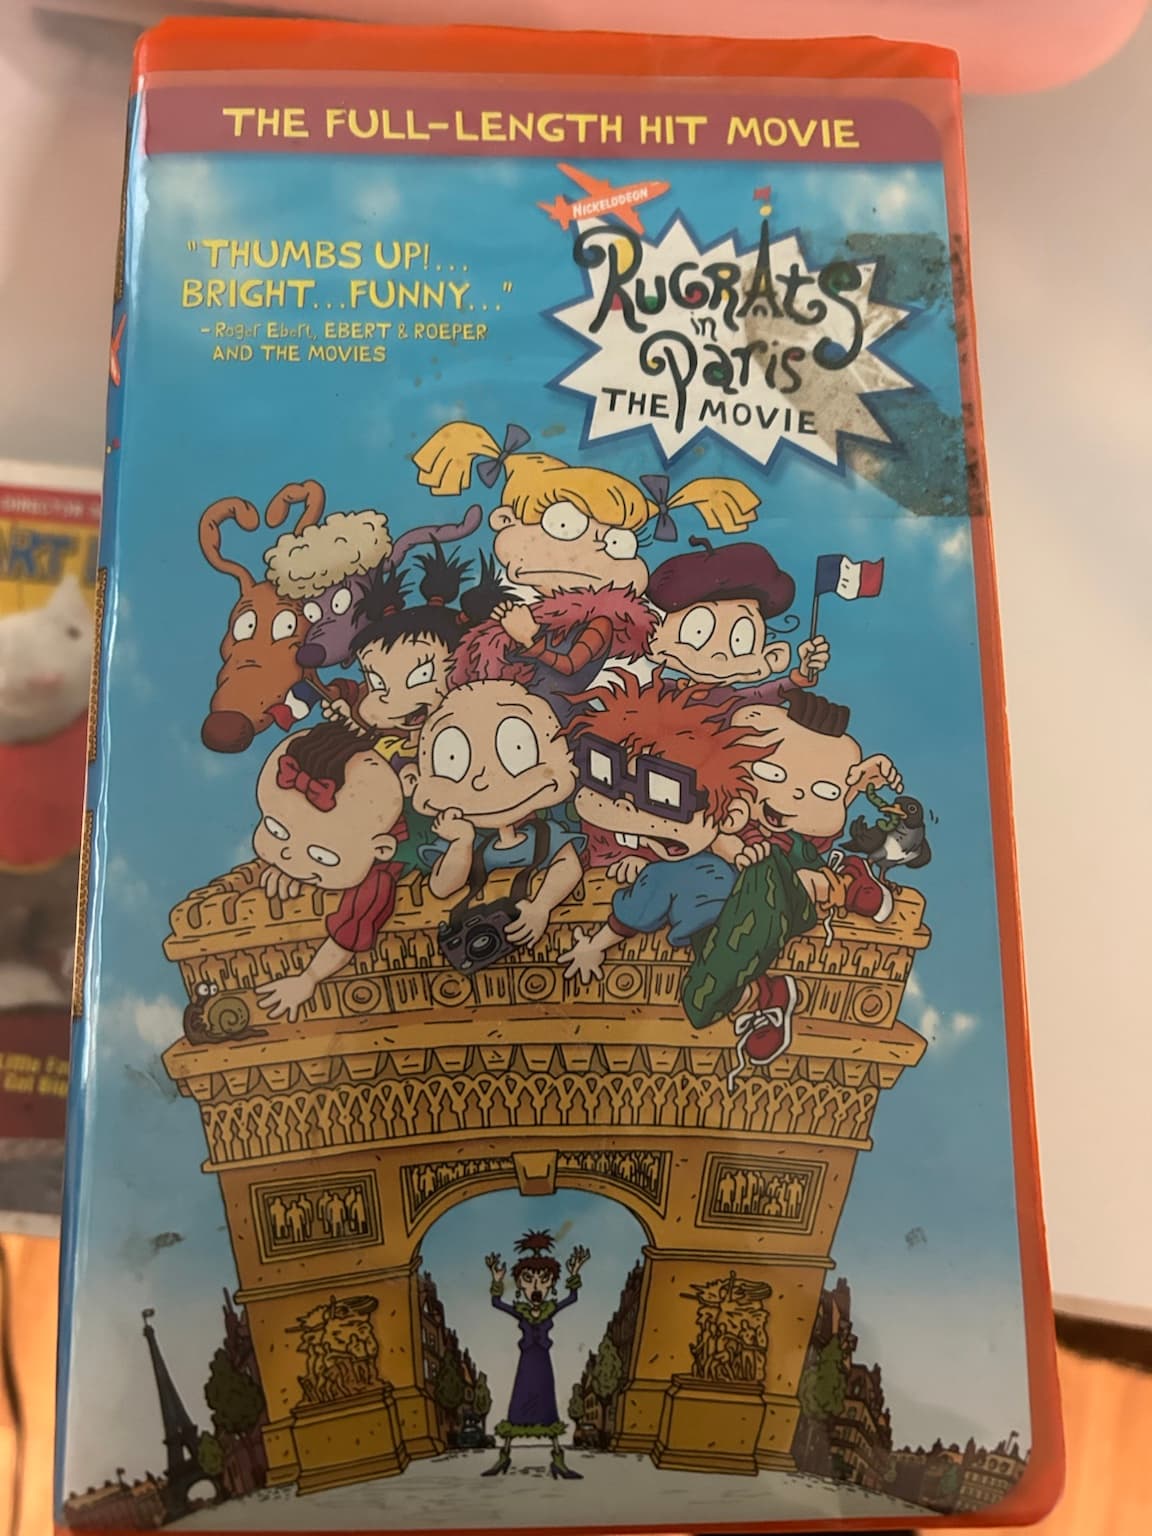 THE FULL-LENGTH HIT MOVIE
NICKELODEON
"THUMBS UP!...
BRIGHT...FUNNY..."
-Roger Ebert, EBERT & ROEPER
AND THE MOVIES
RUGRAtS
in
Paris
THE MOVIE
ART